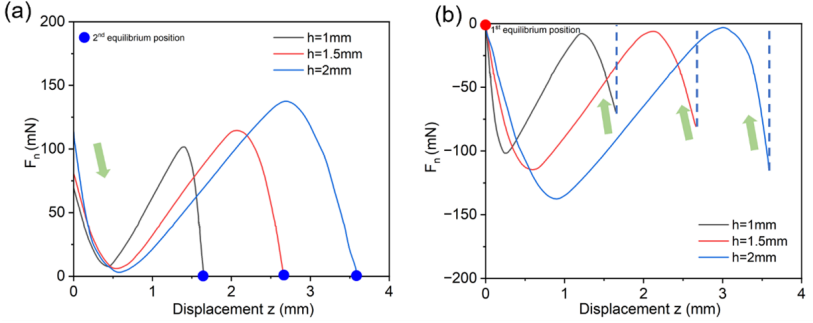 (a)
200
150
100
50
0
Fn (mN)
2nd equilibrium position
h=1mm
h=1.5mm
h=2mm
0 1 2 3 4
Displacement z (mm)
(b)
0
−50
−100
−150
−200
Fn (mN)
1st equilibrium position
h=1mm
h=1.5mm
h=2mm
0 1 2 3 4
Displacement z (mm)